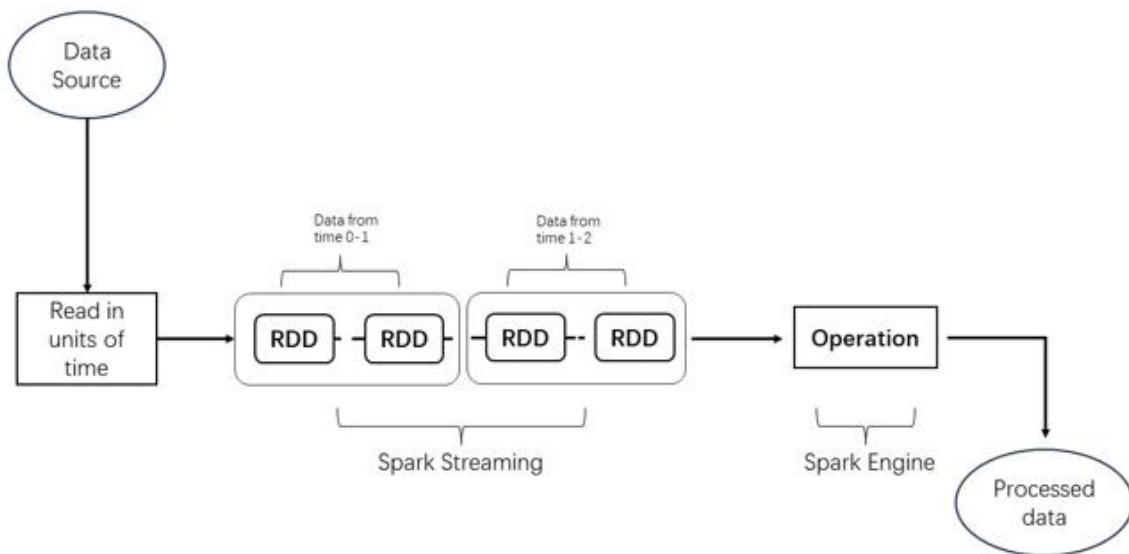 Data
Source
Data from
time 0-1
Data from
time 1-2
Read in
units of
time
RDD
RDD
RDD
RDD
Operation
Spark Streaming
Spark Engine
Processed
data